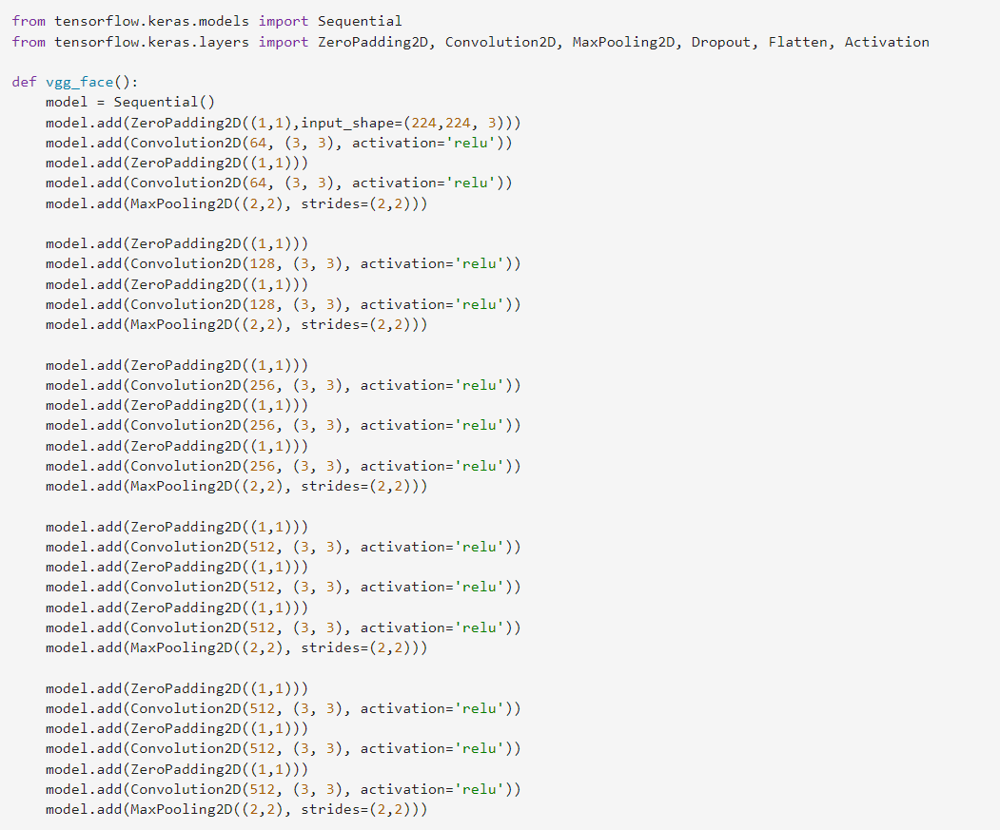 from tensorflow.keras.models import Sequential
from tensorflow.keras.layers import ZeroPadding2D, Convolution2D, MaxPooling2D, Dropout, Flatten, Activation

def vgg_face():
    model = Sequential()
    model.add(ZeroPadding2D((1,1),input_shape=(224,224, 3)))
    model.add(Convolution2D(64, (3, 3), activation='relu'))
    model.add(ZeroPadding2D((1,1)))
    model.add(Convolution2D(64, (3, 3), activation='relu'))
    model.add(MaxPooling2D((2,2), strides=(2,2)))

    model.add(ZeroPadding2D((1,1)))
    model.add(Convolution2D(128, (3, 3), activation='relu'))
    model.add(ZeroPadding2D((1,1)))
    model.add(Convolution2D(128, (3, 3), activation='relu'))
    model.add(MaxPooling2D((2,2), strides=(2,2)))

    model.add(ZeroPadding2D((1,1)))
    model.add(Convolution2D(256, (3, 3), activation='relu'))
    model.add(ZeroPadding2D((1,1)))
    model.add(Convolution2D(256, (3, 3), activation='relu'))
    model.add(ZeroPadding2D((1,1)))
    model.add(Convolution2D(256, (3, 3), activation='relu'))
    model.add(MaxPooling2D((2,2), strides=(2,2)))

    model.add(ZeroPadding2D((1,1)))
    model.add(Convolution2D(512, (3, 3), activation='relu'))
    model.add(ZeroPadding2D((1,1)))
    model.add(Convolution2D(512, (3, 3), activation='relu'))
    model.add(ZeroPadding2D((1,1)))
    model.add(Convolution2D(512, (3, 3), activation='relu'))
    model.add(MaxPooling2D((2,2), strides=(2,2)))

    model.add(ZeroPadding2D((1,1)))
    model.add(Convolution2D(512, (3, 3), activation='relu'))
    model.add(ZeroPadding2D((1,1)))
    model.add(Convolution2D(512, (3, 3), activation='relu'))
    model.add(ZeroPadding2D((1,1)))
    model.add(Convolution2D(512, (3, 3), activation='relu'))
    model.add(MaxPooling2D((2,2), strides=(2,2)))